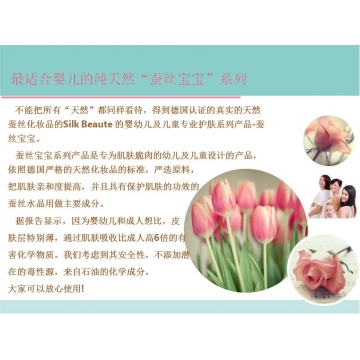 最适合婴儿的纯天然“蚕丝宝宝”系列
不能把所有“天然”都同样看待，得到德国认证的真实的天然
蚕丝化妆品的Silk Beaute 的婴幼儿及儿童专业护肤系列产品-蚕
丝宝宝。
蚕丝宝宝系列产品是专为肌肤脆肉的婴幼儿及儿童设计的产品，
依照德国严格的天然化妆品的标准，严选原料，
把肌肤亲和度提高，并且具有保护肌肤的功效的
蚕丝水晶用做主要成分。
据报告显示，因为婴幼儿和成人想比，皮
肤层特别薄，通过肌肤吸收比成人高6倍的有
害化学物质。我们考虑到其安全性，不添加潜
在的毒性源，来自石油的化学成分。
大家可以放心使用!